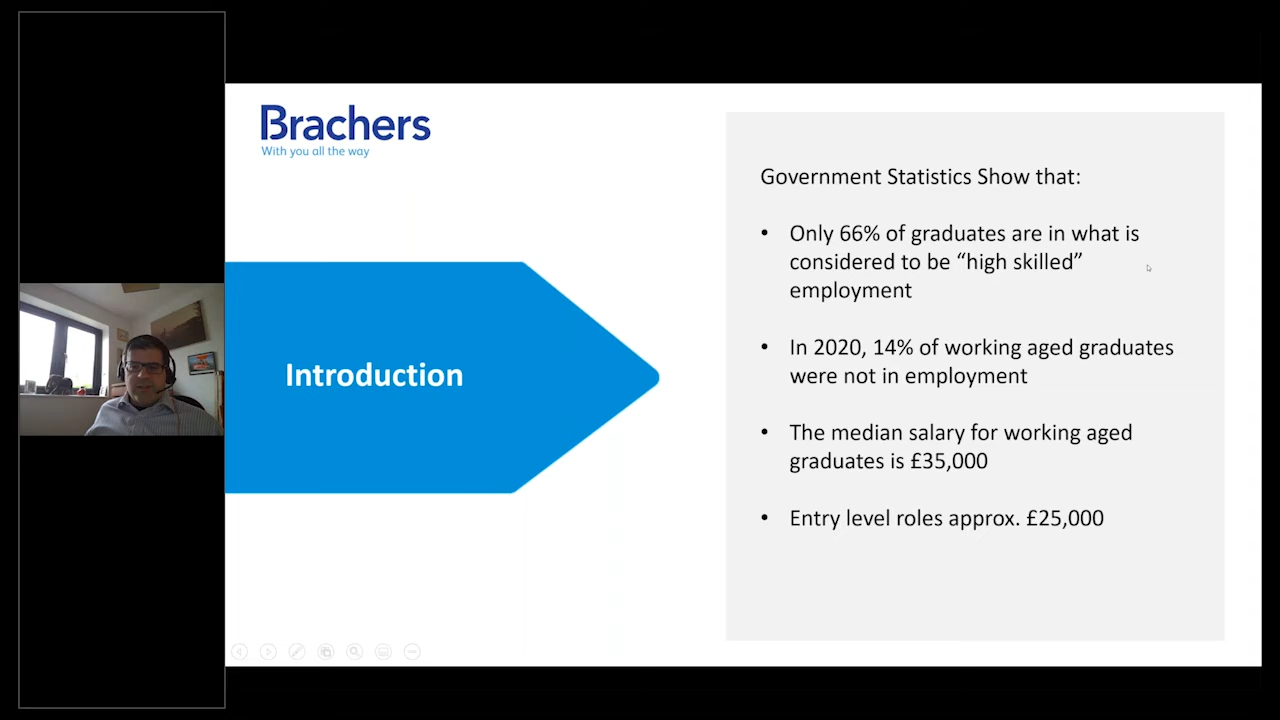 Brachers
With you all the way
Introduction
Government Statistics Show that:
• Only 66% of graduates are in what is
considered to be “high skilled”
employment
• In 2020, 14% of working aged graduates
were not in employment
• The median salary for working aged
graduates is £35,000
• Entry level roles approx. £25,000